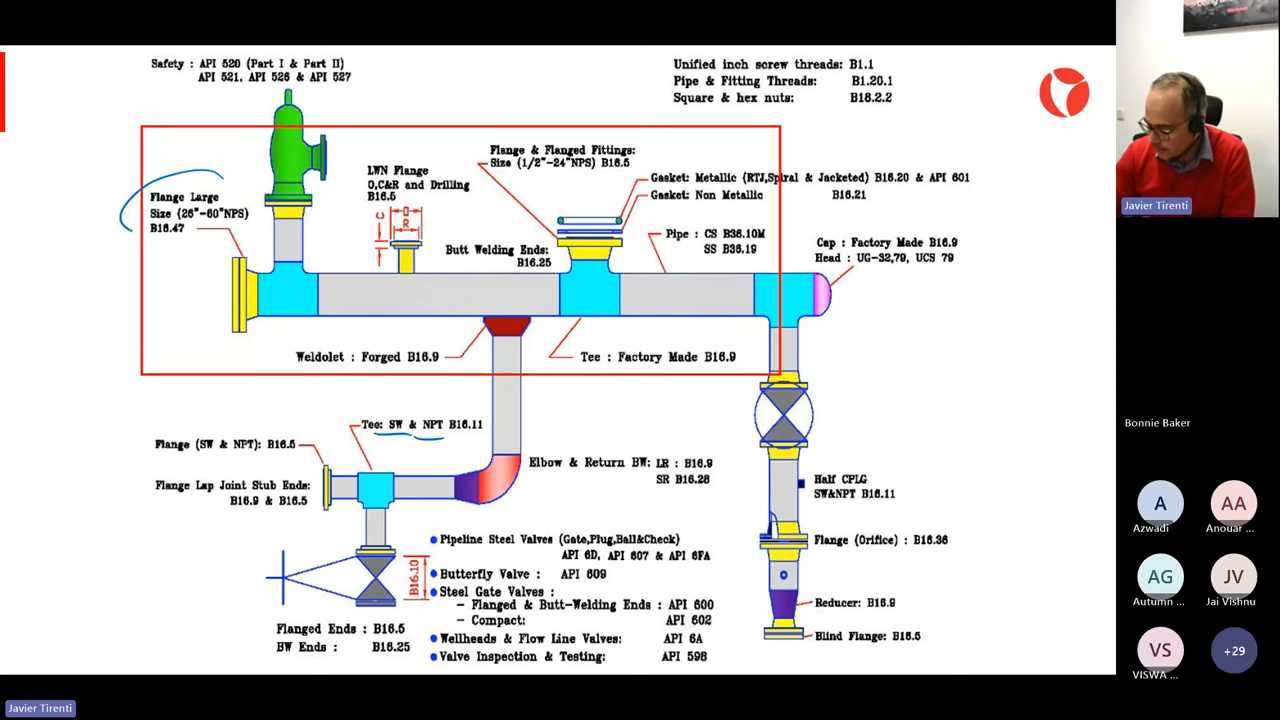 Safety : API 520 (Part I & Part II)
API 521, API 526 & API 527
Unified inch screw threads: B1.1
Pipe & Fitting Threads: B1.20.1
Square & hex nuts: B18.2.2
Flange Large
Size (26"-60"NPS)
B16.47
LWN Flange
O,C&R and Drilling
B16.5
O
R
C
Flange & Flanged Fittings:
Size (1/2"-24"NPS) B16.5
Gasket: Metallic (RTJ,Spiral & Jacketed) B16.20 & API 601
Gasket: Non Metallic B16.21
Butt Welding Ends:
B16.25
Pipe : CS B36.10M
SS B36.19
Cap : Factory Made B16.9
Head : UG-32,79, UCS 79
Weldolet : Forged B16.9
Tee : Factory Made B16.9
Tee: SW & NPT B16.11
Flange (SW & NPT): B16.5
Flange Lap Joint Stub Ends:
B16.9 & B16.5
Elbow & Return BW: LR : B16.9
SR B16.28
Half CPLG
SW&NPT B16.11
Flange (Orifice) : B16.36
Reducer: B16.9
Blind Flange: B16.5
B16.10
Flanged Ends : B16.5
BW Ends : B16.25
Pipeline Steel Valves (Gate,Plug,Ball&Check)
API 6D, API 607 & API 6FA
Butterfly Valve : API 609
Steel Gate Valves :
- Flanged & Butt-Welding Ends : API 600
- Compact: API 602
Wellheads & Flow Line Valves: API 6A
Valve Inspection & Testing: API 598
Javier Tirenti
Bonnie Baker
A
Azwadi
AA
Anouar ...
AG
Autumn ...
JV
Jai Vishnu
VS
VISWA ...
+29
Javier Tirenti